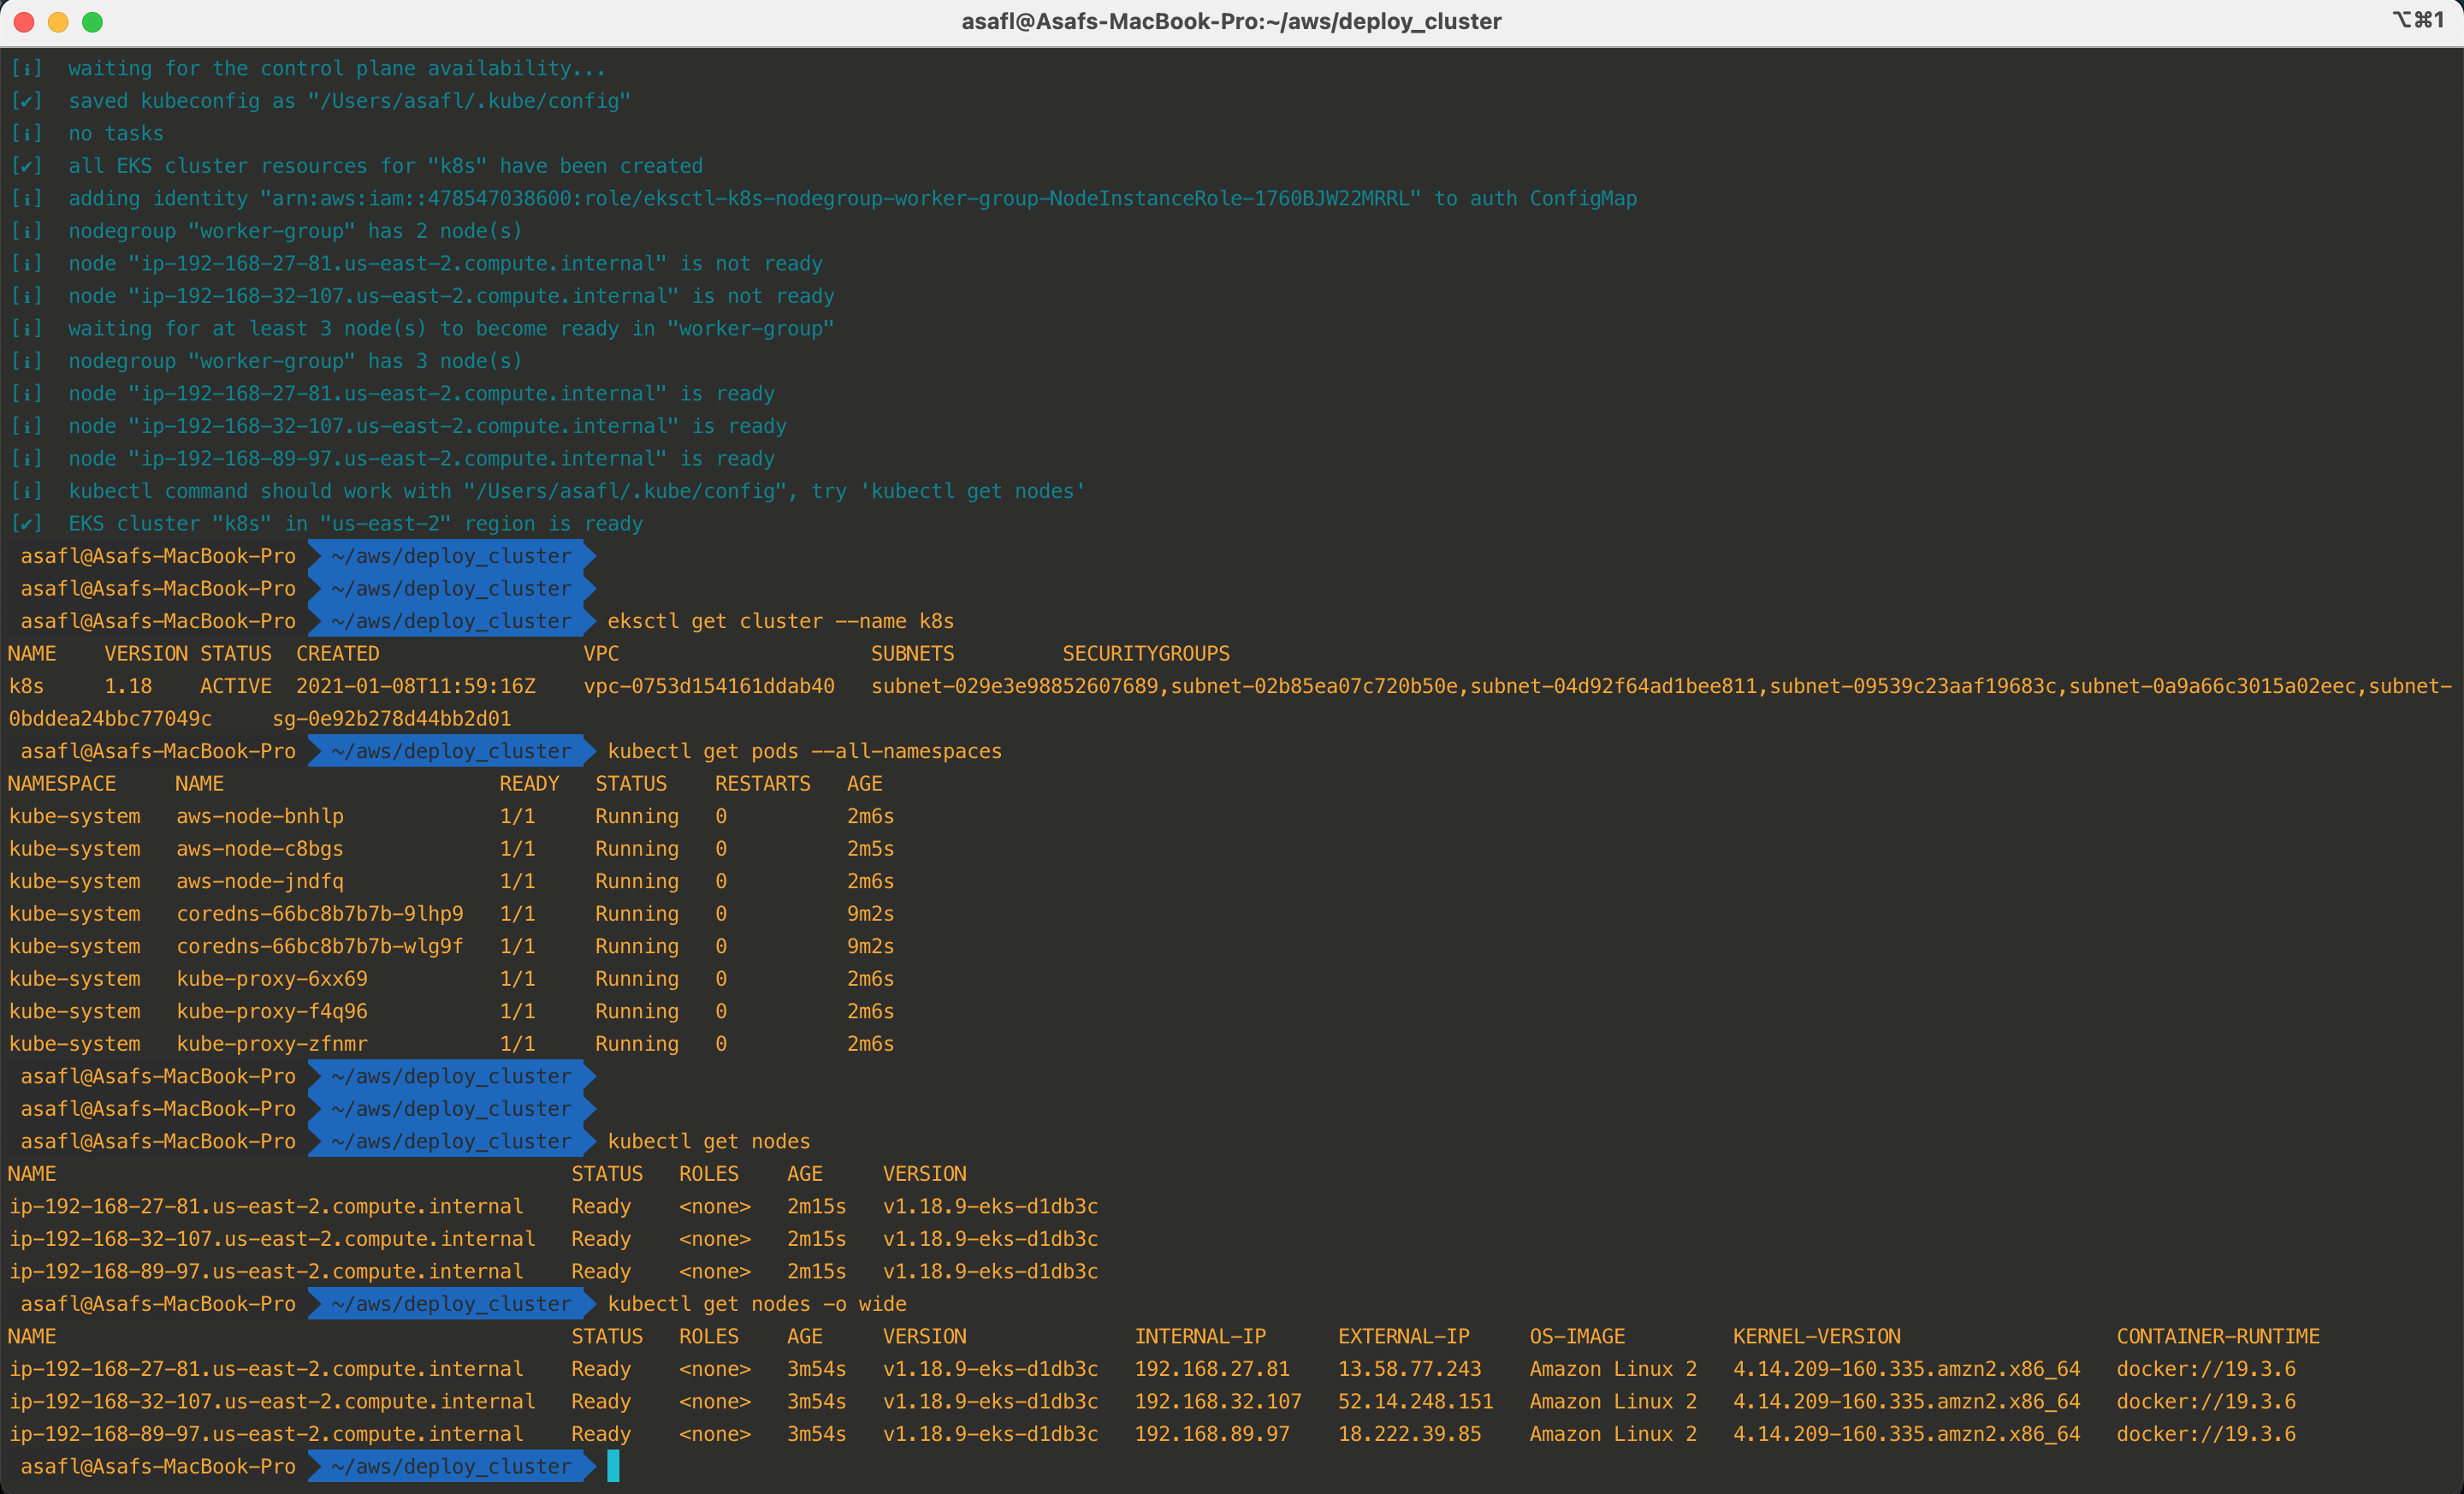 asafl@Asafs-MacBook-Pro:~/aws/deploy_cluster ⌥⌘1
[ℹ]  waiting for the control plane availability...
[✔]  saved kubeconfig as "/Users/asafl/.kube/config"
[ℹ]  no tasks
[✔]  all EKS cluster resources for "k8s" have been created
[ℹ]  adding identity "arn:aws:iam::478547038600:role/eksctl-k8s-nodegroup-worker-group-NodeInstanceRole-1760BJW22MRRL" to auth ConfigMap
[ℹ]  nodegroup "worker-group" has 2 node(s)
[ℹ]  node "ip-192-168-27-81.us-east-2.compute.internal" is not ready
[ℹ]  node "ip-192-168-32-107.us-east-2.compute.internal" is not ready
[ℹ]  waiting for at least 3 node(s) to become ready in "worker-group"
[ℹ]  nodegroup "worker-group" has 3 node(s)
[ℹ]  node "ip-192-168-27-81.us-east-2.compute.internal" is ready
[ℹ]  node "ip-192-168-32-107.us-east-2.compute.internal" is ready
[ℹ]  node "ip-192-168-89-97.us-east-2.compute.internal" is ready
[ℹ]  kubectl command should work with "/Users/asafl/.kube/config", try 'kubectl get nodes'
[✔]  EKS cluster "k8s" in "us-east-2" region is ready
asafl@Asafs-MacBook-Pro ~/aws/deploy_cluster
asafl@Asafs-MacBook-Pro ~/aws/deploy_cluster
asafl@Asafs-MacBook-Pro ~/aws/deploy_cluster eksctl get cluster --name k8s
NAME    VERSION STATUS  CREATED                 VPC                     SUBNETS         SECURITYGROUPS
k8s     1.18    ACTIVE  2021-01-08T11:59:16Z    vpc-0753d154161ddab40   subnet-029e3e98852607689,subnet-02b85ea07c720b50e,subnet-04d92f64ad1bee811,subnet-09539c23aaf19683c,subnet-0a9a66c3015a02eec,subnet-
0bddea24bbc77049c     sg-0e92b278d44bb2d01
asafl@Asafs-MacBook-Pro ~/aws/deploy_cluster kubectl get pods --all-namespaces
NAMESPACE     NAME                       READY   STATUS    RESTARTS   AGE
kube-system   aws-node-bnhlp             1/1     Running   0          2m6s
kube-system   aws-node-c8bgs             1/1     Running   0          2m5s
kube-system   aws-node-jndfq             1/1     Running   0          2m6s
kube-system   coredns-66bc8b7b7b-9lhp9   1/1     Running   0          9m2s
kube-system   coredns-66bc8b7b7b-wlg9f   1/1     Running   0          9m2s
kube-system   kube-proxy-6xx69           1/1     Running   0          2m6s
kube-system   kube-proxy-f4q96           1/1     Running   0          2m6s
kube-system   kube-proxy-zfnmr           1/1     Running   0          2m6s
asafl@Asafs-MacBook-Pro ~/aws/deploy_cluster
asafl@Asafs-MacBook-Pro ~/aws/deploy_cluster
asafl@Asafs-MacBook-Pro ~/aws/deploy_cluster kubectl get nodes
NAME                                           STATUS   ROLES    AGE     VERSION
ip-192-168-27-81.us-east-2.compute.internal    Ready    <none>   2m15s   v1.18.9-eks-d1db3c
ip-192-168-32-107.us-east-2.compute.internal   Ready    <none>   2m15s   v1.18.9-eks-d1db3c
ip-192-168-89-97.us-east-2.compute.internal    Ready    <none>   2m15s   v1.18.9-eks-d1db3c
asafl@Asafs-MacBook-Pro ~/aws/deploy_cluster kubectl get nodes -o wide
NAME                                           STATUS   ROLES    AGE     VERSION              INTERNAL-IP      EXTERNAL-IP     OS-IMAGE         KERNEL-VERSION                  CONTAINER-RUNTIME
ip-192-168-27-81.us-east-2.compute.internal    Ready    <none>   3m54s   v1.18.9-eks-d1db3c   192.168.27.81    13.58.77.243    Amazon Linux 2   4.14.209-160.335.amzn2.x86_64   docker://19.3.6
ip-192-168-32-107.us-east-2.compute.internal   Ready    <none>   3m54s   v1.18.9-eks-d1db3c   192.168.32.107   52.14.248.151   Amazon Linux 2   4.14.209-160.335.amzn2.x86_64   docker://19.3.6
ip-192-168-89-97.us-east-2.compute.internal    Ready    <none>   3m54s   v1.18.9-eks-d1db3c   192.168.89.97    18.222.39.85    Amazon Linux 2   4.14.209-160.335.amzn2.x86_64   docker://19.3.6
asafl@Asafs-MacBook-Pro ~/aws/deploy_cluster